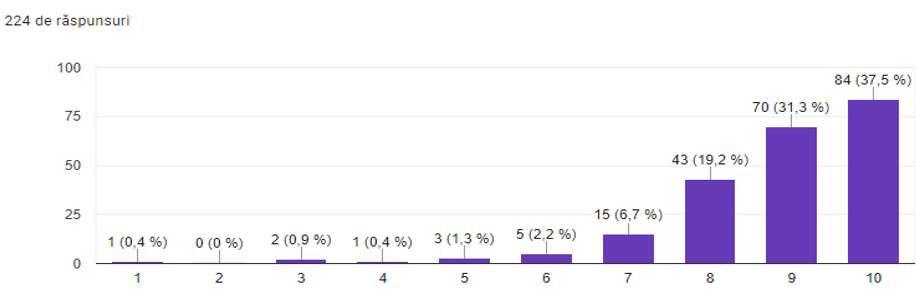 224 de răspunsuri
100
84 (37,5 %)
70 (31,3 %)
75
43 (19,2 %)
50
25
15 (6,7 %)
1 (0,4 %) 0 (0 %) 2 (0,9 %) 1 (0,4 %) 3 (1,3 %) 5 (2,2 %)
0
1 2 3 4 5 6 7 8 9 10